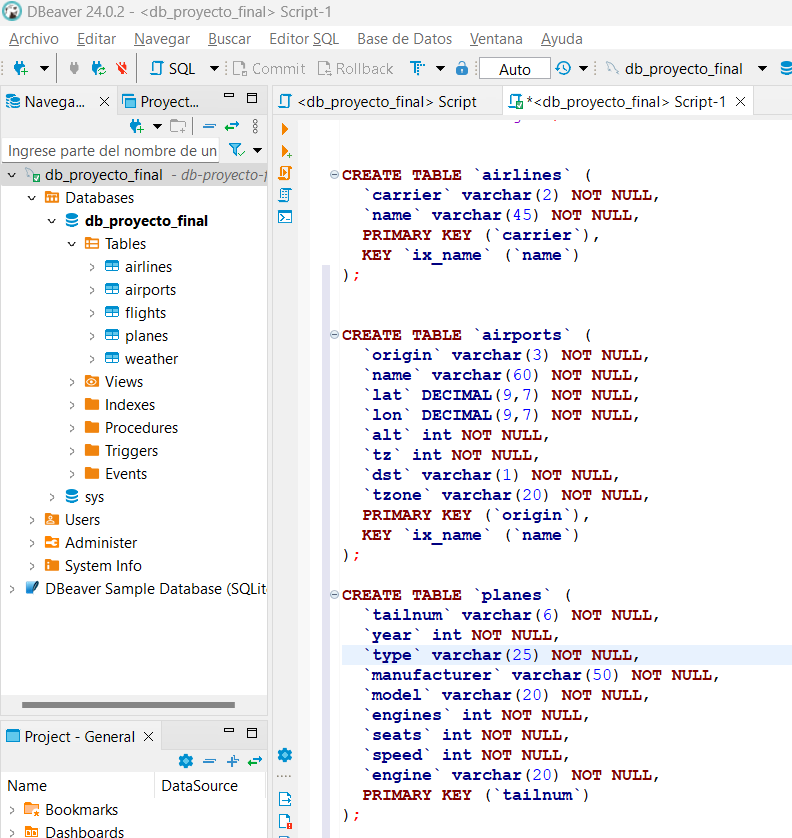 DBeaver 24.0.2 - <db_proyecto_final> Script-1
Archivo Editar Navegar Buscar Editor SQL Base de Datos Ventana Ayuda
SQL Commit Rollback Auto db_proyecto_final
Navega... Proyect...
Ingrese parte del nombre de un
db_proyecto_final - db-proyecto-f
Databases
db_proyecto_final
Tables
airlines
airports
flights
planes
weather
Views
Indexes
Procedures
Triggers
Events
sys
Users
Administer
System Info
DBeaver Sample Database (SQLit
Project - General
Name DataSource
Bookmarks
Dashboards
<db_proyecto_final> Script
*<db_proyecto_final> Script-1
CREATE TABLE `airlines` (
`carrier` varchar(2) NOT NULL,
`name` varchar(45) NOT NULL,
PRIMARY KEY (`carrier`),
KEY `ix_name` (`name`)
);
CREATE TABLE `airports` (
`origin` varchar(3) NOT NULL,
`name` varchar(60) NOT NULL,
`lat` DECIMAL(9,7) NOT NULL,
`lon` DECIMAL(9,7) NOT NULL,
`alt` int NOT NULL,
`tz` int NOT NULL,
`dst` varchar(1) NOT NULL,
`tzone` varchar(20) NOT NULL,
PRIMARY KEY (`origin`),
KEY `ix_name` (`name`)
);
CREATE TABLE `planes` (
`tailnum` varchar(6) NOT NULL,
`year` int NOT NULL,
`type` varchar(25) NOT NULL,
`manufacturer` varchar(50) NOT NULL,
`model` varchar(20) NOT NULL,
`engines` int NOT NULL,
`seats` int NOT NULL,
`speed` int NOT NULL,
`engine` varchar(20) NOT NULL,
PRIMARY KEY (`tailnum`)
);